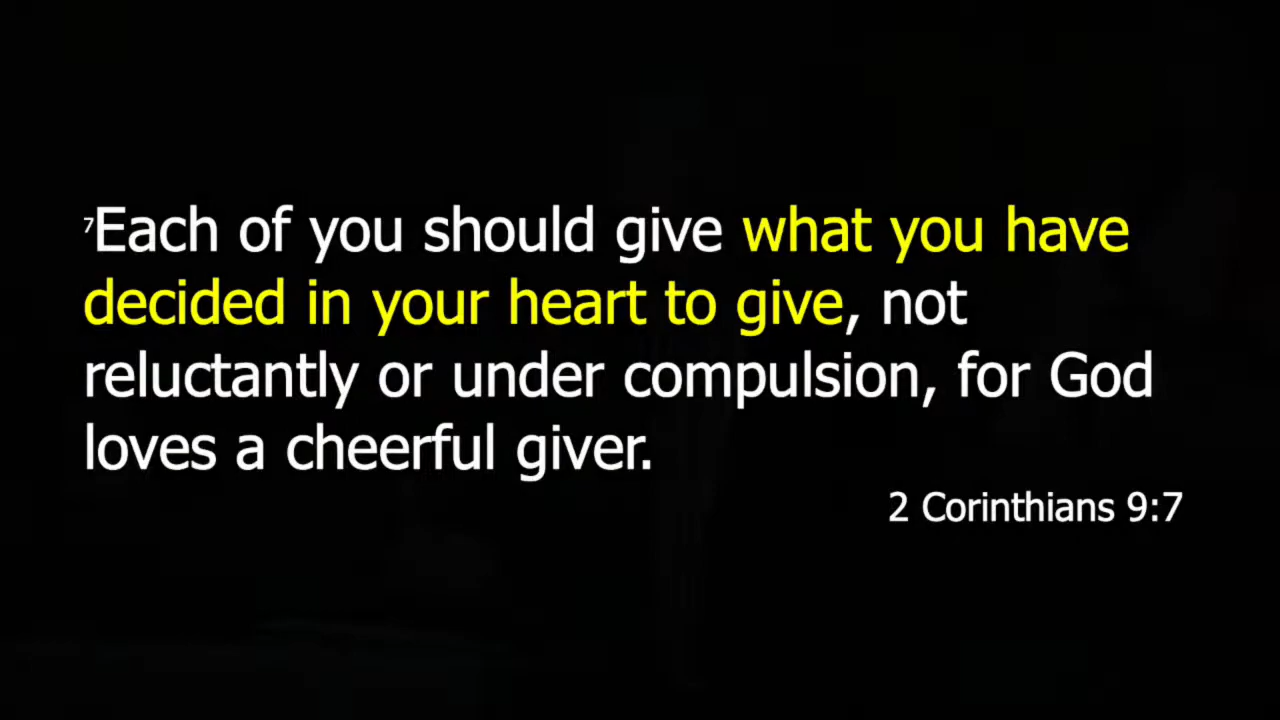 ⁷Each of you should give what you have
decided in your heart to give, not
reluctantly or under compulsion, for God
loves a cheerful giver.
2 Corinthians 9:7